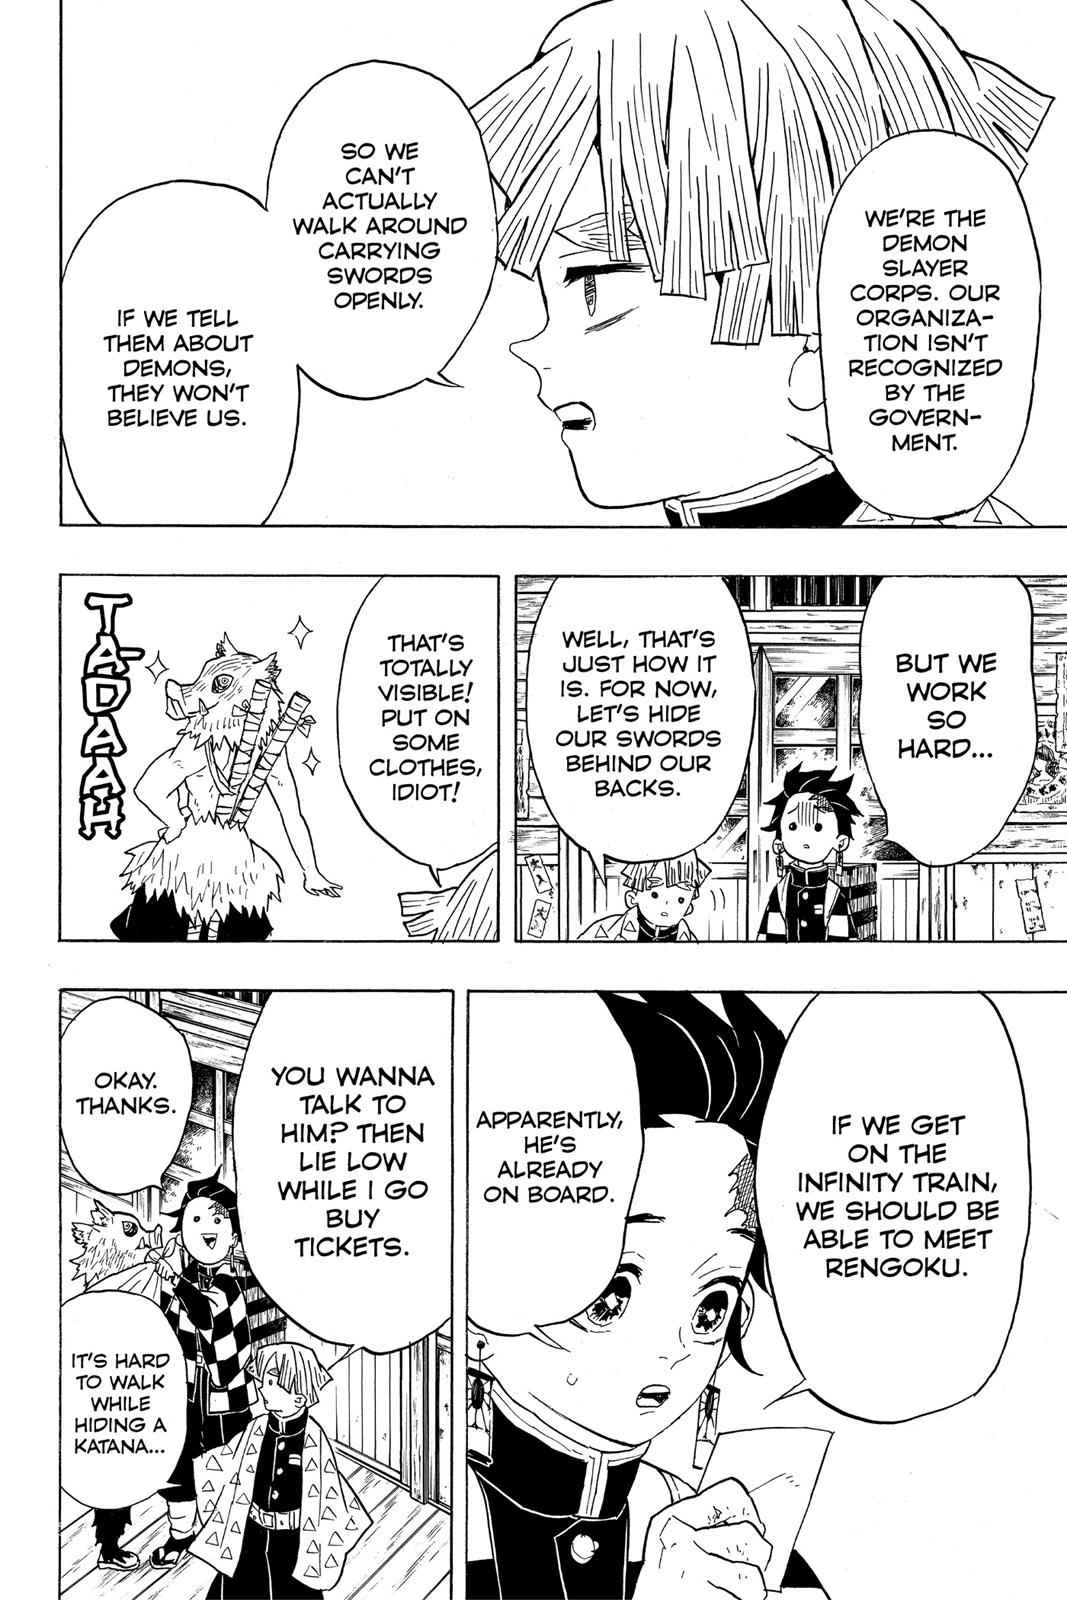 WE'RE THE
DEMON
SLAYER
CORPS. OUR
ORGANIZA-
TION ISN'T
RECOGNIZED
BY THE
GOVERN-
MENT.
SO WE
CAN'T
ACTUALLY
WALK AROUND
CARRYING
SWORDS
OPENLY.
IF WE TELL
THEM ABOUT
DEMONS,
THEY WON'T
BELIEVE US.
BUT WE
WORK
SO
HARD...
WELL, THAT'S
JUST HOW IT
IS. FOR NOW,
LET'S HIDE
OUR SWORDS
BEHIND OUR
BACKS.
THAT'S
TOTALLY
VISIBLE!
PUT ON
SOME
CLOTHES,
IDIOT!
TA-DAAH
IF WE GET
ON THE
INFINITY TRAIN,
WE SHOULD BE
ABLE TO MEET
RENGOKU.
APPARENTLY,
HE'S
ALREADY
ON BOARD.
YOU WANNA
TALK TO
HIM? THEN
LIE LOW
WHILE I GO
BUY
TICKETS.
OKAY.
THANKS.
IT'S HARD
TO WALK
WHILE
HIDING A
KATANA...